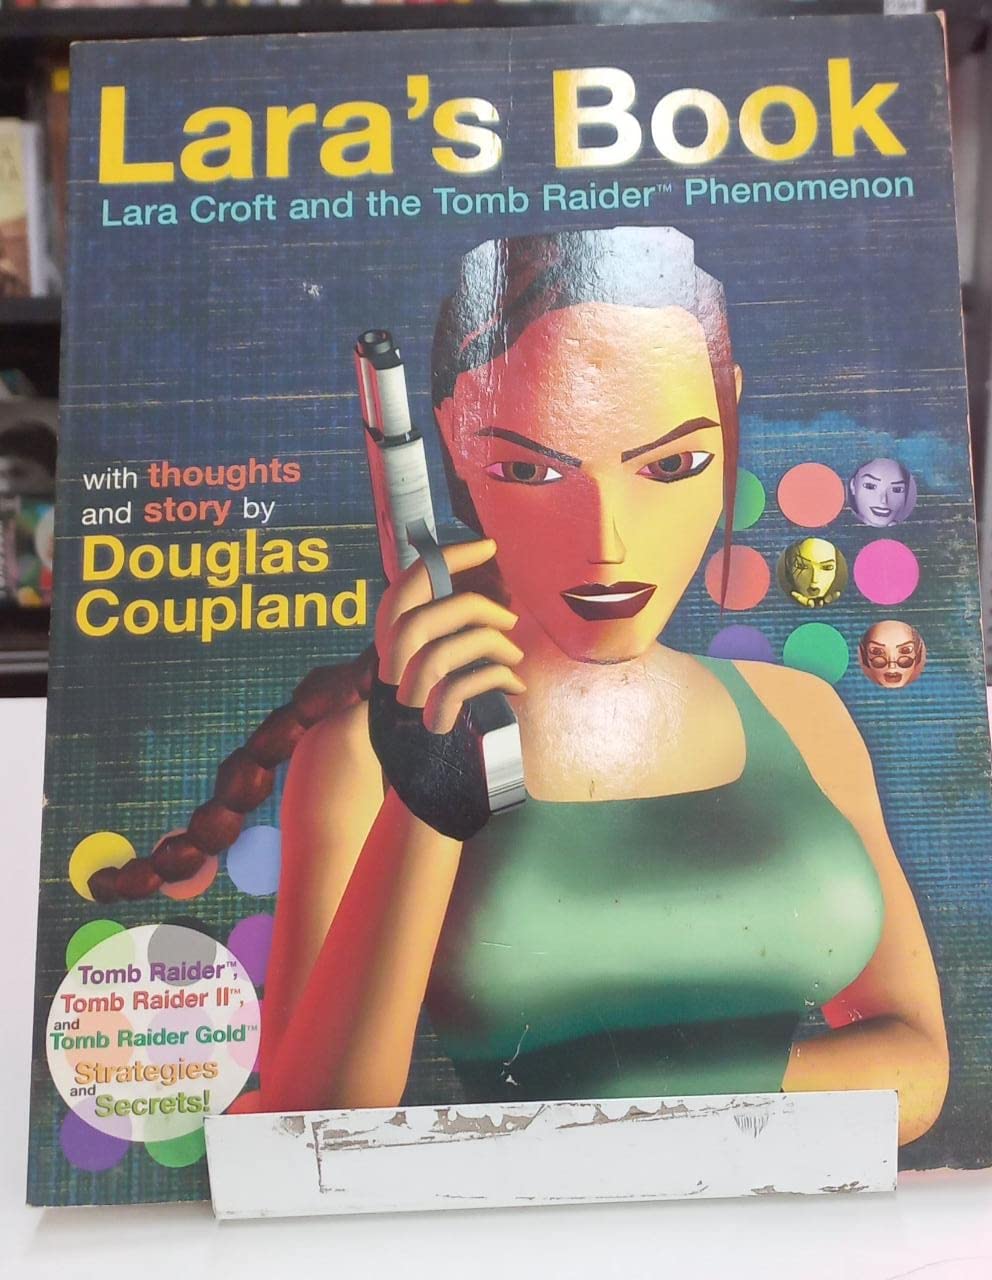 Lara's Book
Lara Croft and the Tomb Raider™ Phenomenon
with thoughts
and story by
Douglas
Coupland
Tomb Raider™,
Tomb Raider II™,
and
Tomb Raider Gold™
Strategies
and
Secrets!